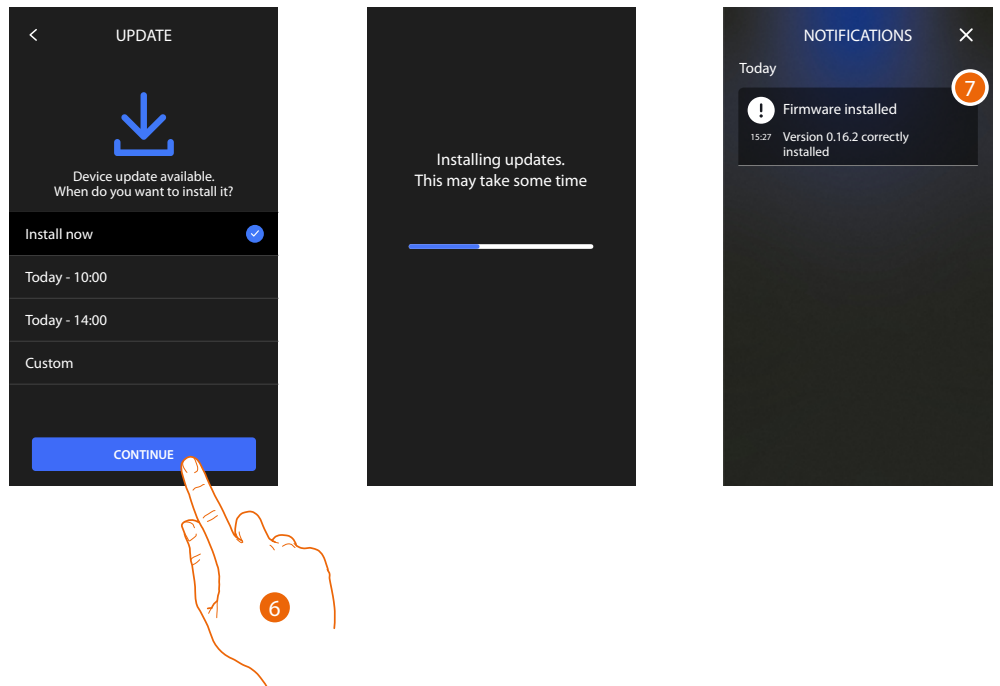 UPDATE
Device update available.
When do you want to install it?
Install now
Today - 10:00
Today - 14:00
Custom
CONTINUE
6
Installing updates.
This may take some time
NOTIFICATIONS
Today
7
Firmware installed
15:27 Version 0.16.2 correctly
installed